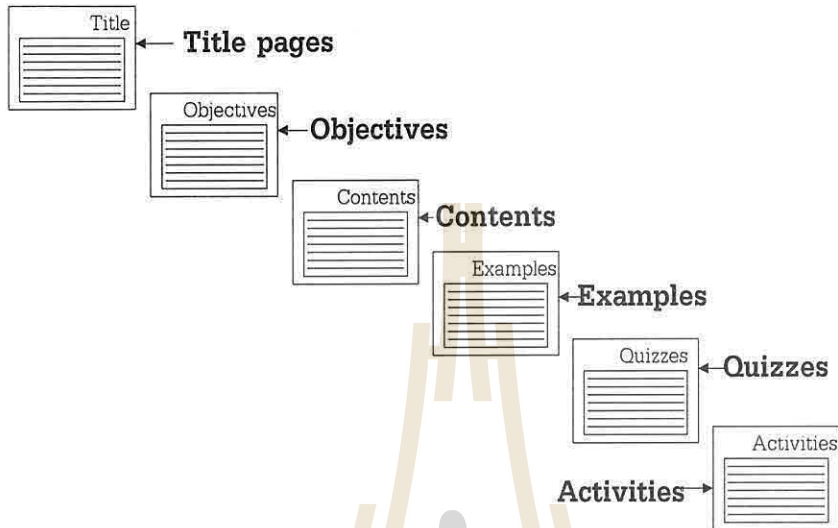 Title
Title pages
Objectives
Objectives
Contents
Contents
Examples
Examples
Quizzes
Quizzes
Activities
Activities